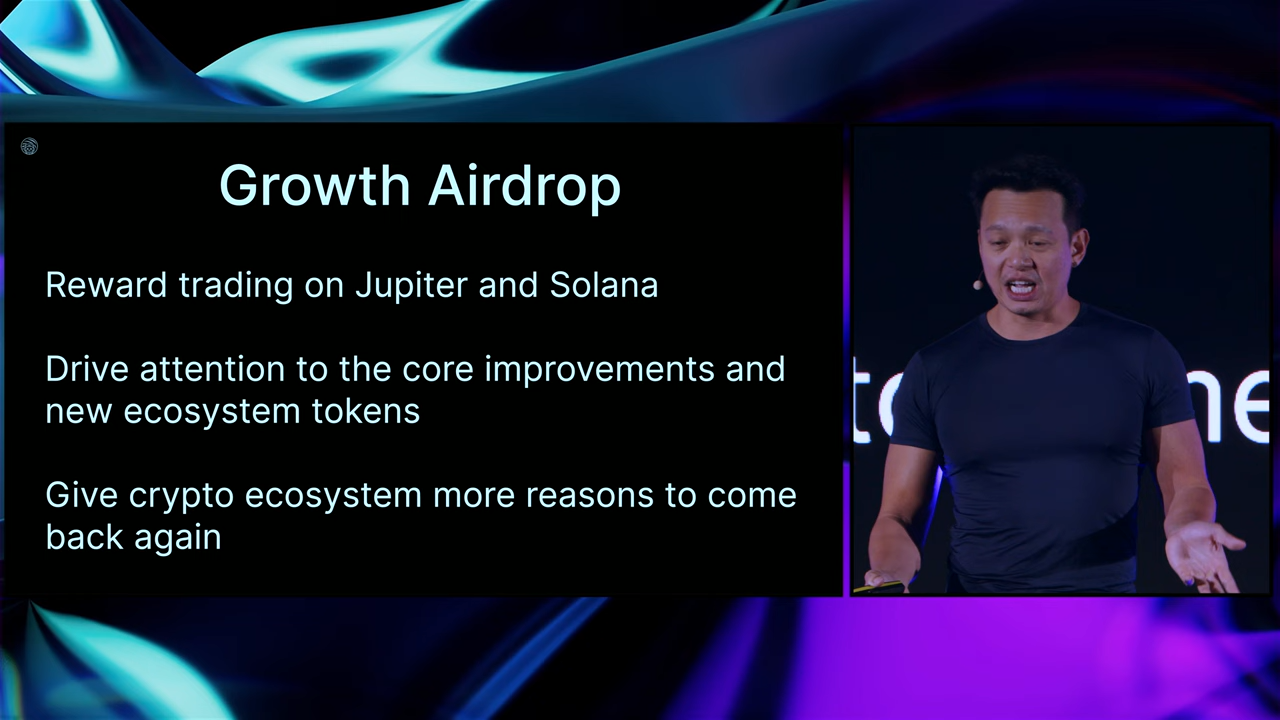 Growth Airdrop
Reward trading on Jupiter and Solana
Drive attention to the core improvements and
new ecosystem tokens
Give crypto ecosystem more reasons to come
back again